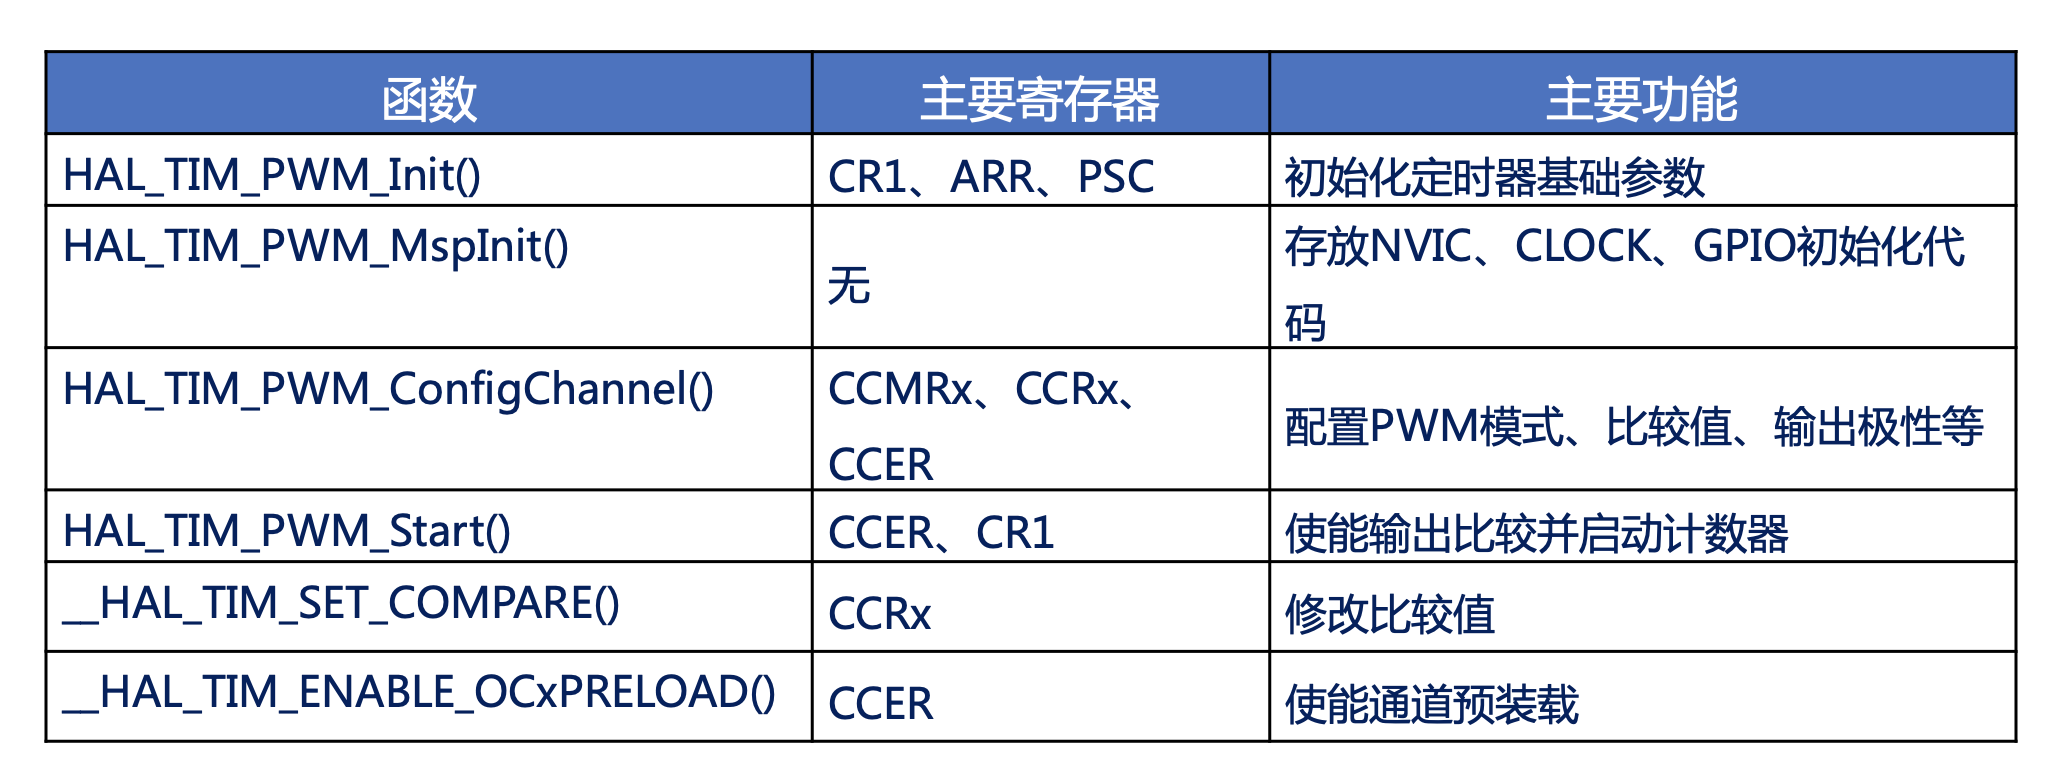 函数 主要寄存器 主要功能
HAL_TIM_PWM_Init() CR1、ARR、PSC 初始化定时器基础参数
HAL_TIM_PWM_MspInit() 无 存放NVIC、CLOCK、GPIO初始化代
码
HAL_TIM_PWM_ConfigChannel() CCMRx、CCRx、
CCER 配置PWM模式、比较值、输出极性等
HAL_TIM_PWM_Start() CCER、CR1 使能输出比较并启动计数器
__HAL_TIM_SET_COMPARE() CCRx 修改比较值
__HAL_TIM_ENABLE_OCxPRELOAD() CCER 使能通道预装载